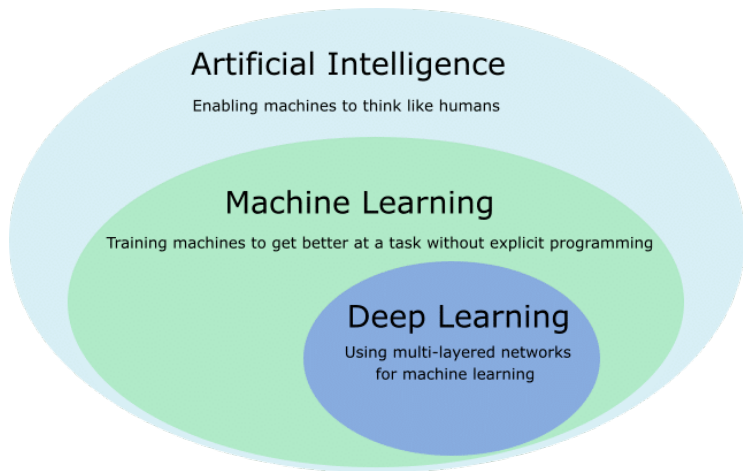 Artificial Intelligence
Enabling machines to think like humans
Machine Learning
Training machines to get better at a task without explicit programming
Deep Learning
Using multi-layered networks
for machine learning